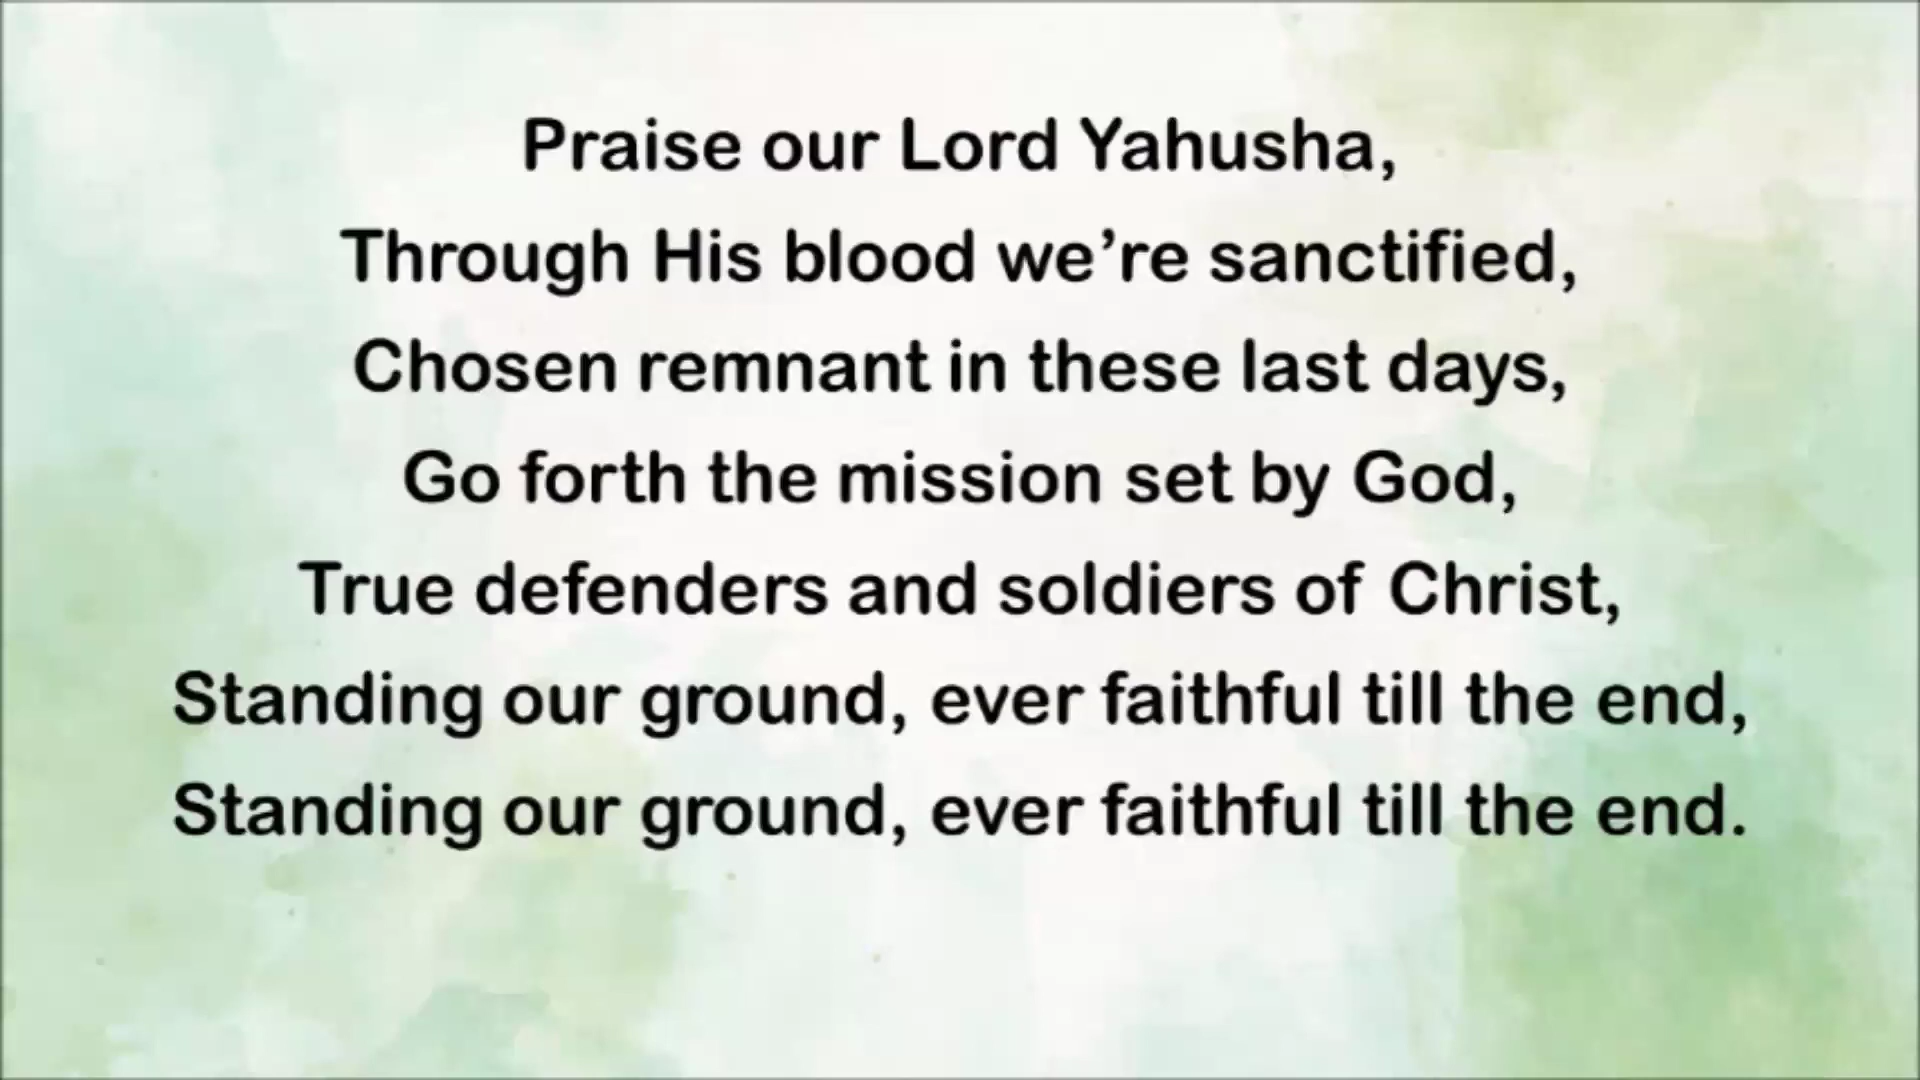 Praise our Lord Yahusha,
Through His blood we’re sanctified,
Chosen remnant in these last days,
Go forth the mission set by God,
True defenders and soldiers of Christ,
Standing our ground, ever faithful till the end,
Standing our ground, ever faithful till the end.